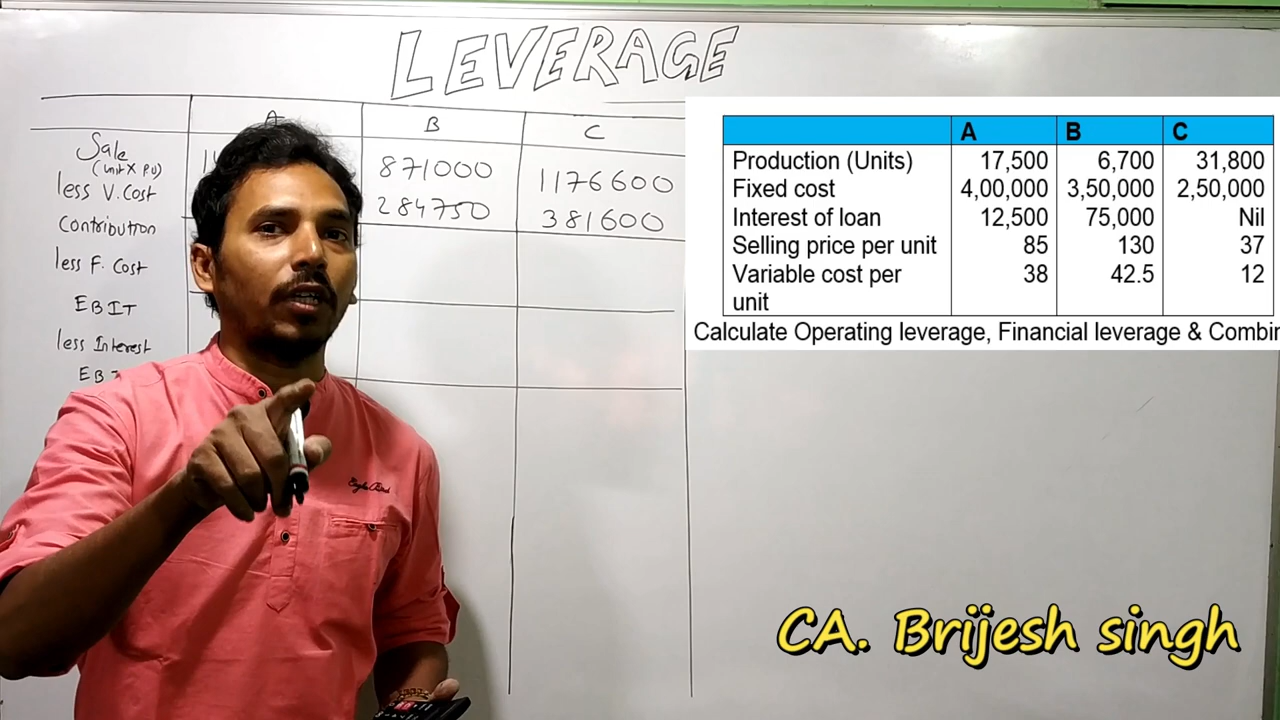 LEVERAGE
A B C
Sale 871000 1176600
(unit x P.U)
less V. Cost 284750 381600
Contribution
less F. Cost
EBIT
less Interest
A B C
Production (Units) 17,500 6,700 31,800
Fixed cost 4,00,000 3,50,000 2,50,000
Interest of loan 12,500 75,000 Nil
Selling price per unit 85 130 37
Variable cost per 38 42.5 12
unit
Calculate Operating leverage, Financial leverage &
CA. Brijesh singh